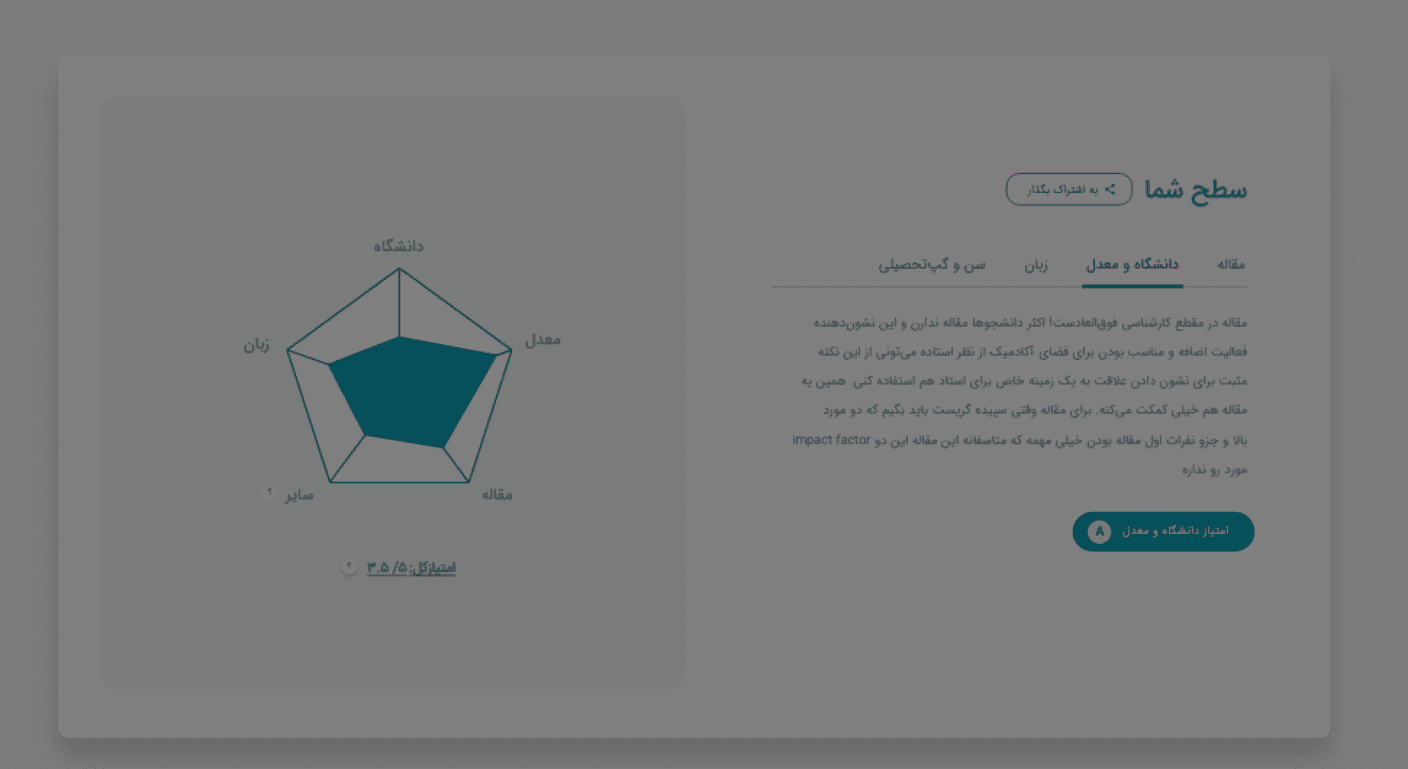 سطح شما
به اشتراک بگذار
مقاله
دانشگاه و معدل
زبان
سن و گپ‌تحصیلی
مقاله در مقطع کارشناسی فوق‌العادست! اکثر دانشجوها مقاله ندارن و این نشون‌دهنده
فعالیت اضافه و مناسب بودن برای فضای آکادمیک از نظر استاده می‌تونی از این نکته
مثبت برای نشون دادن علاقت به یک زمینه خاص برای استاد هم استفاده کنی. همین یه
مقاله هم خیلی کمکت می‌کنه. برای مقاله وقتی سپیده گریست باید بگیم که دو مورد
impact factor بالا و جزو نفرات اول مقاله بودن خیلی مهمه که متاسفانه این مقاله این دو
مورد رو نداره
امتیاز دانشگاه و معدل A
دانشگاه
معدل
زبان
مقاله
سایر ؟
امتیازکل: ۵/ ۳.۵ ؟